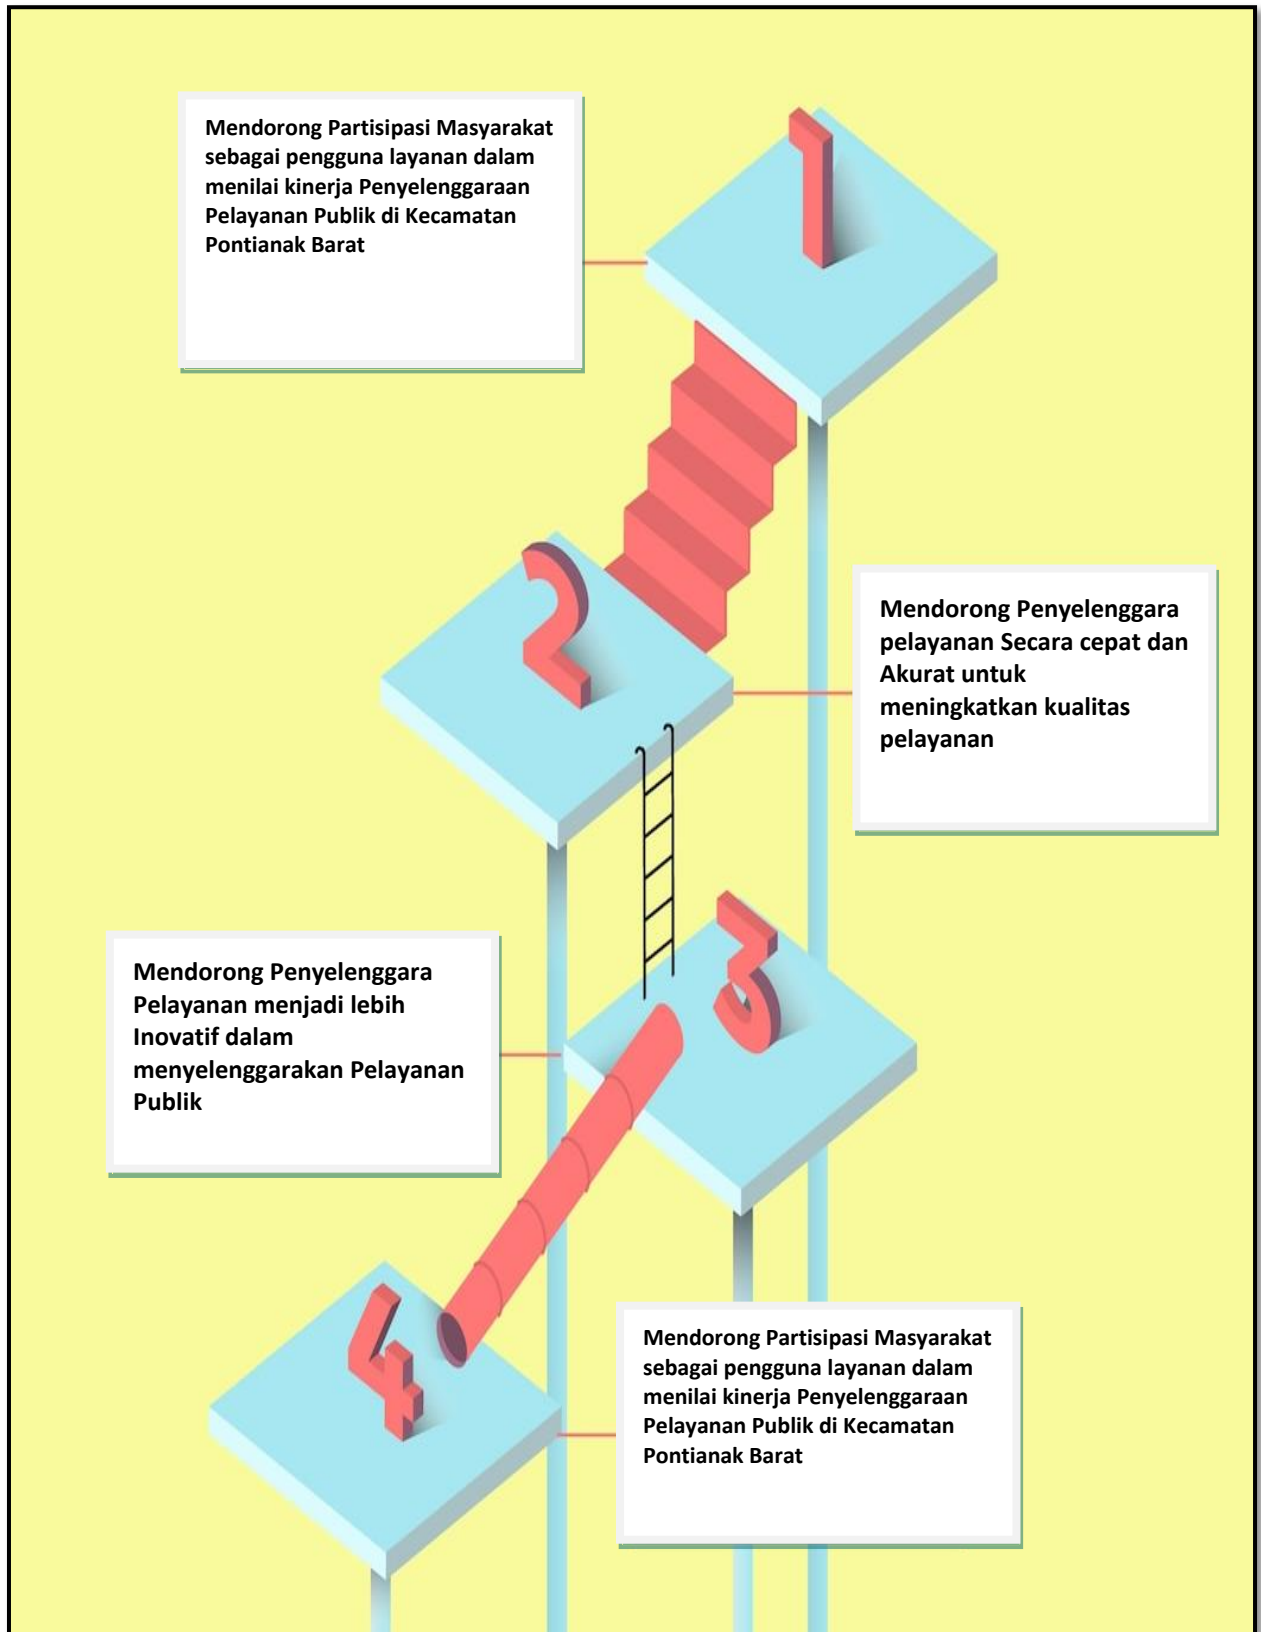 Mendorong Partisipasi Masyarakat
sebagai pengguna layanan dalam
menilai kinerja Penyelenggaraan
Pelayanan Publik di Kecamatan
Pontianak Barat
1
2
Mendorong Penyelenggara
pelayanan Secara cepat dan
Akurat untuk
meningkatkan kualitas
pelayanan
3
Mendorong Penyelenggara
Pelayanan menjadi lebih
Inovatif dalam
menyelenggarakan Pelayanan
Publik
4
Mendorong Partisipasi Masyarakat
sebagai pengguna layanan dalam
menilai kinerja Penyelenggaraan
Pelayanan Publik di Kecamatan
Pontianak Barat